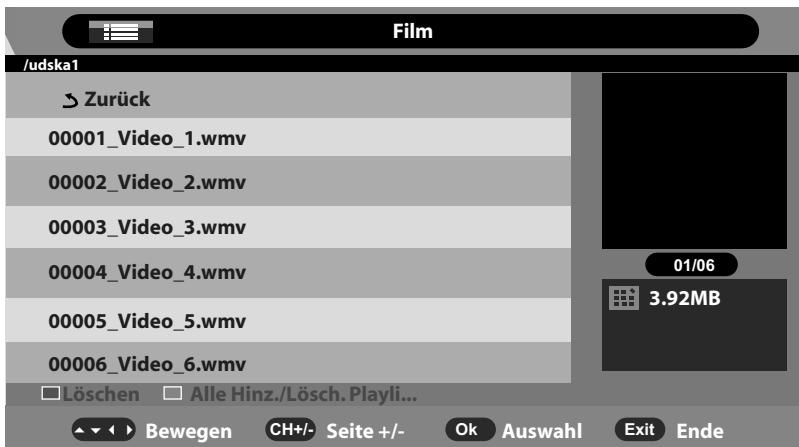 Film
/udska1
Zurück
00001_Video_1.wmv
00002_Video_2.wmv
00003_Video_3.wmv
00004_Video_4.wmv
00005_Video_5.wmv
00006_Video_6.wmv
01/06
3.92MB
Löschen Alle Hinz./Lösch. Playli...
Bewegen CH+/- Seite +/- Ok Auswahl Exit Ende